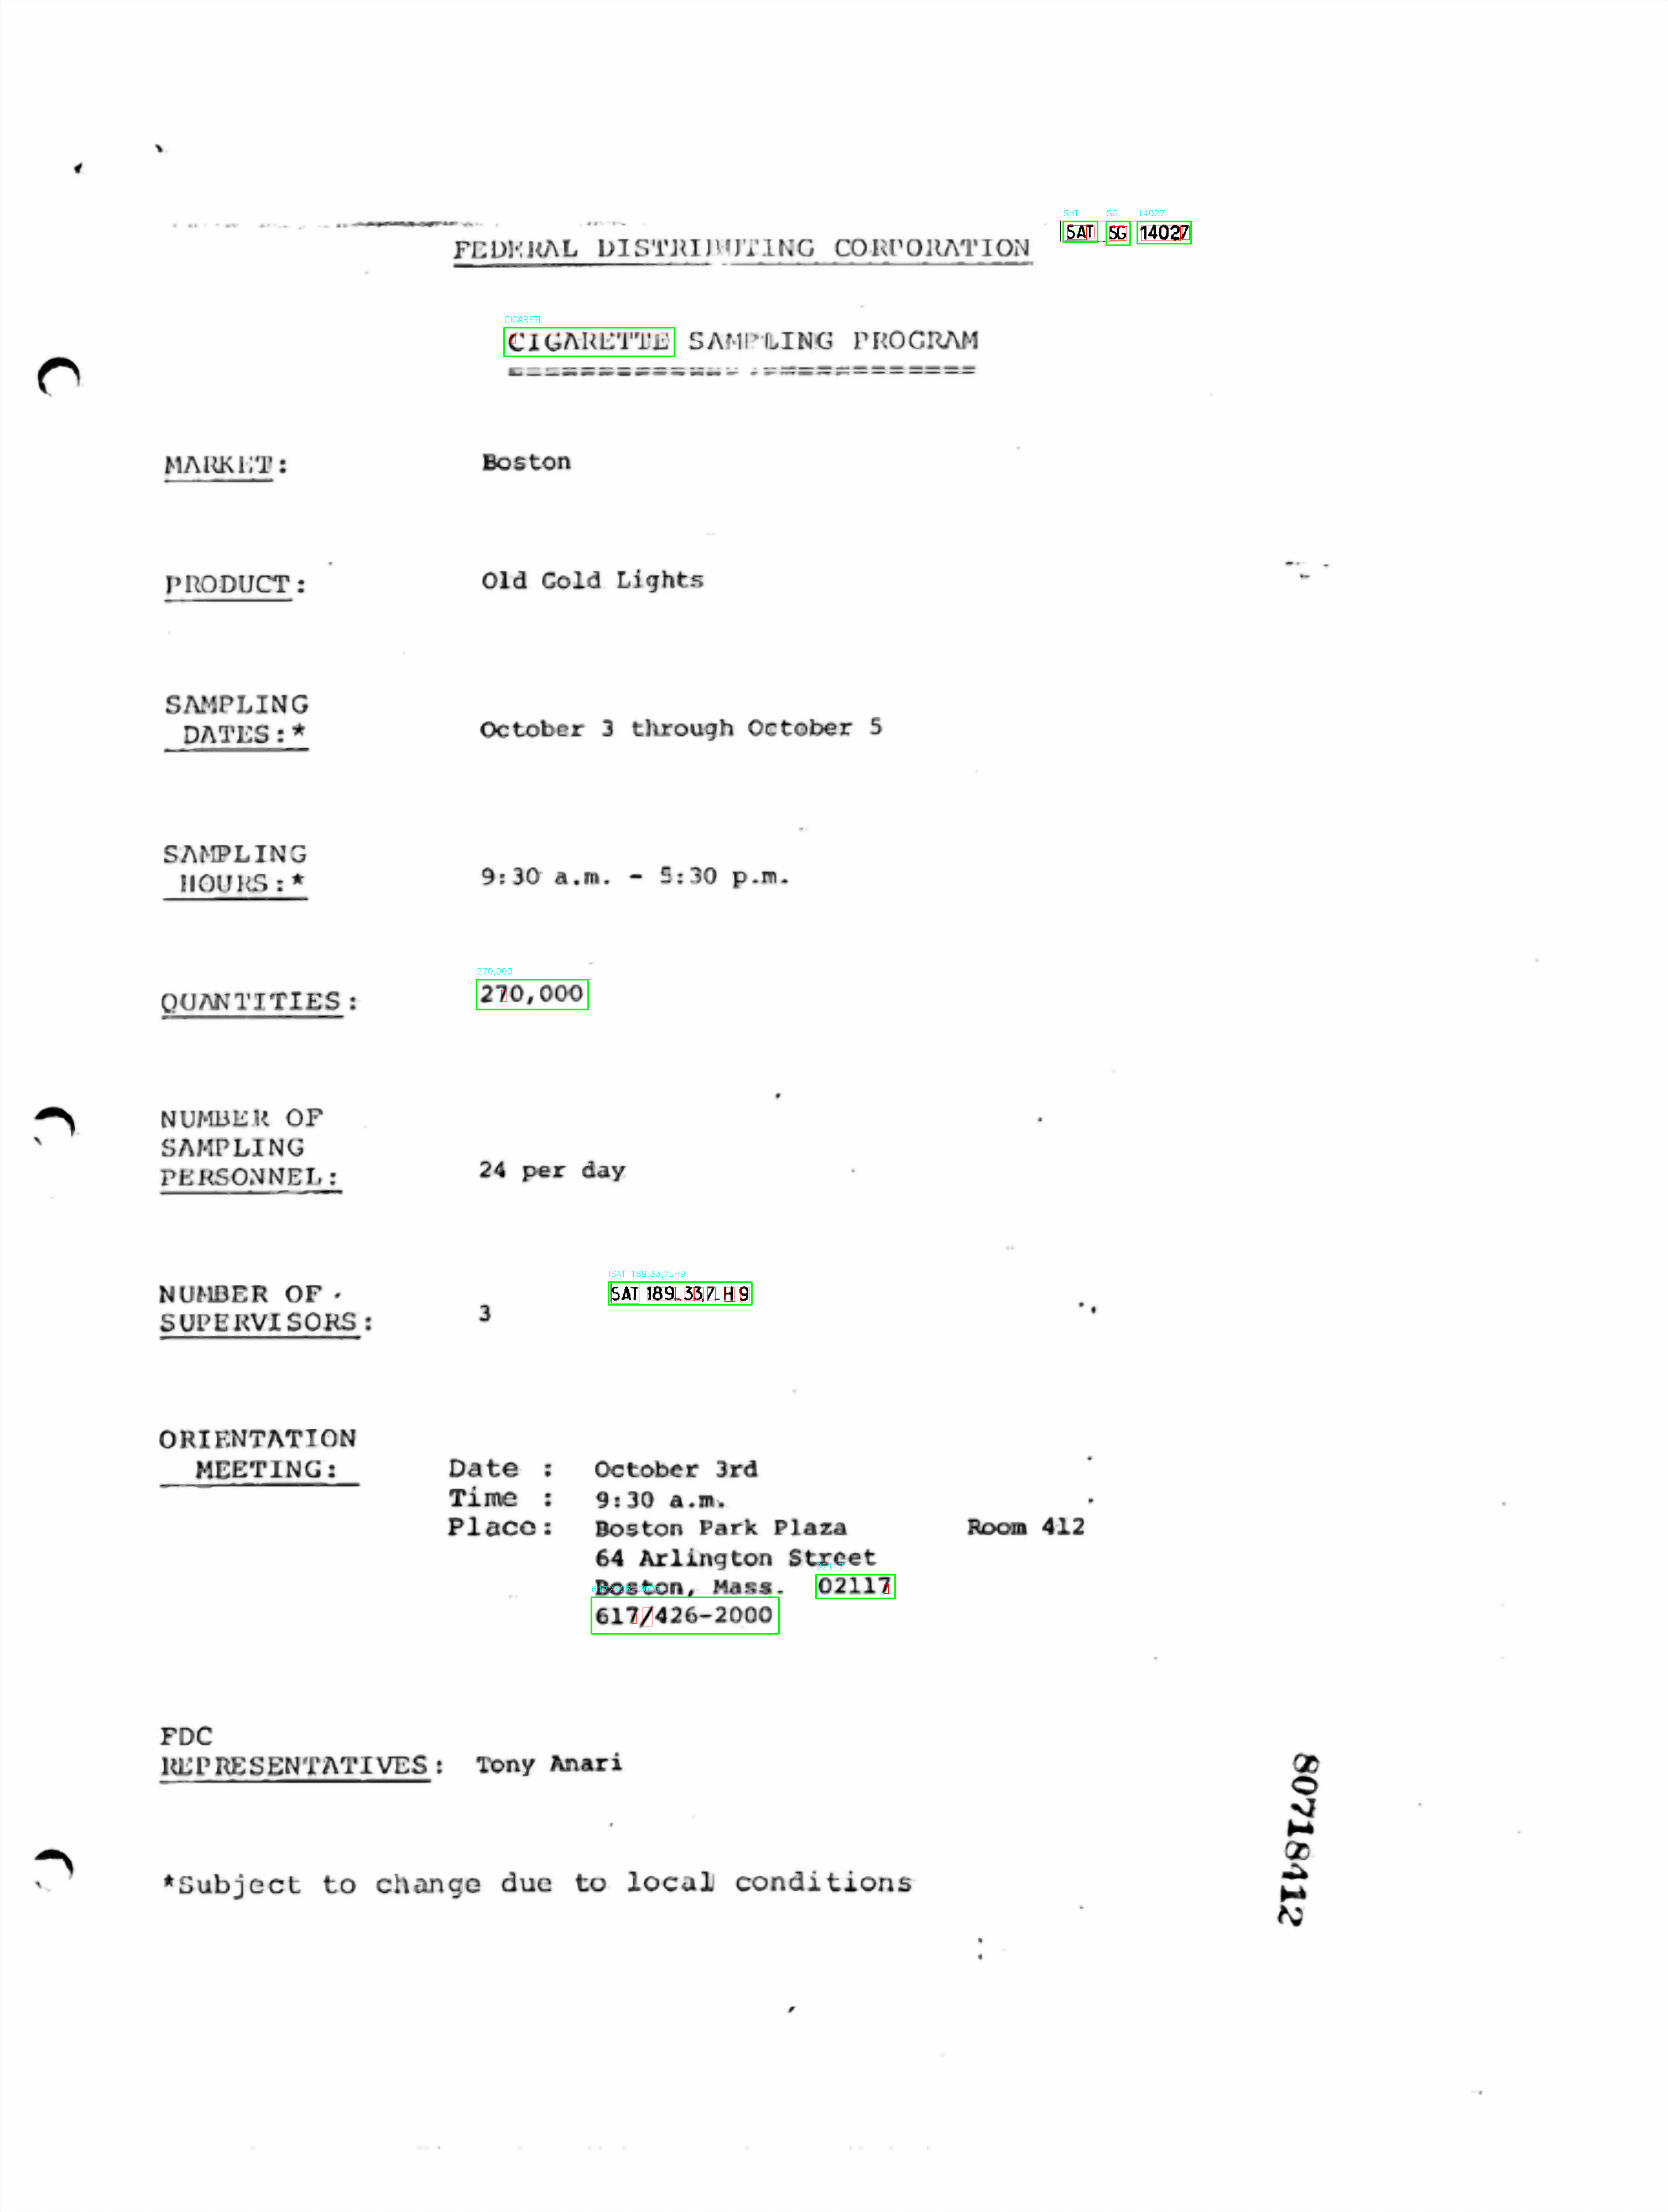 SAT SG 14027
FEDERAL DISTRIBUTING CORPORATION
CIGARETTE SAMPLING PROGRAM
MARKET: Boston
PRODUCT: Old Gold Lights
SAMPLING
DATES:* October 3 through October 5
SAMPLING
HOURS:* 9:30 a.m. - 5:30 p.m.
QUANTITIES: 270,000
NUMBER OF
SAMPLING
PERSONNEL: 24 per day
NUMBER OF
SUPERVISORS: 3
SAT 189.33,7-H 9
ORIENTATION
MEETING: Date : October 3rd
Time : 9:30 a.m.
Place: Boston Park Plaza Room 412
64 Arlington Street
Boston, Mass. 02117
617/426-2000
FDC
REPRESENTATIVES: Tony Anari
*Subject to change due to local conditions
80718412